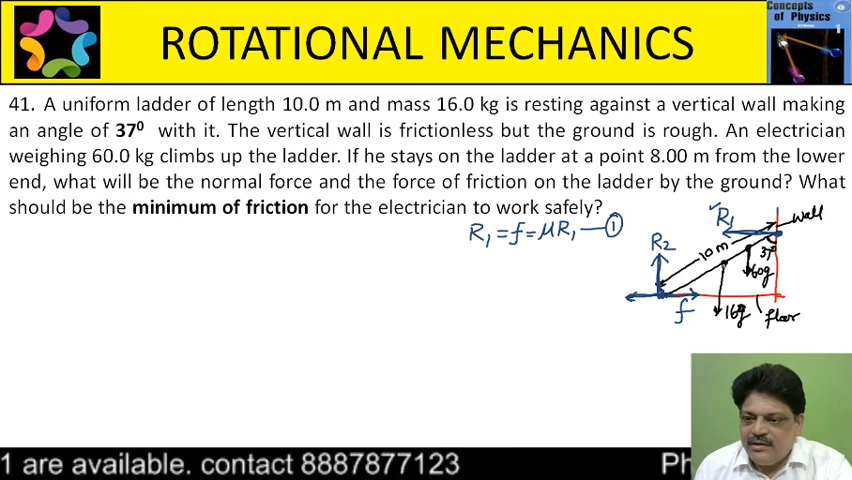 Concepts
of Physics
1
ROTATIONAL MECHANICS
41. A uniform ladder of length 10.0 m and mass 16.0 kg is resting against a vertical wall making
an angle of 37⁰ with it. The vertical wall is frictionless but the ground is rough. An electrician
weighing 60.0 kg climbs up the ladder. If he stays on the ladder at a point 8.00 m from the lower
end, what will be the normal force and the force of friction on the ladder by the ground? What
should be the minimum of friction for the electrician to work safely?
R₁ = f = μR₁ —①
R₁
wall
R2
10 m
37⁰
60g
16g
f
floor
1 are available. contact 8887877123
Ph